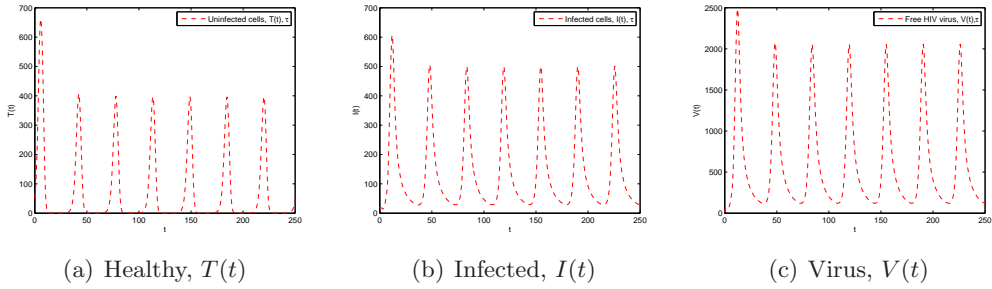 700
600
500
400
300
200
100
0
T(t)
0 50 100 150 200 250
t
Uninfected cells, T(t), τ
700
600
500
400
300
200
100
0
I(t)
0 50 100 150 200 250
t
Infected cells, I(t), τ
2500
2000
1500
1000
500
0
V(t)
0 50 100 150 200 250
t
Free HIV virus, V(t),τ
(a) Healthy, T(t)
(b) Infected, I(t)
(c) Virus, V(t)